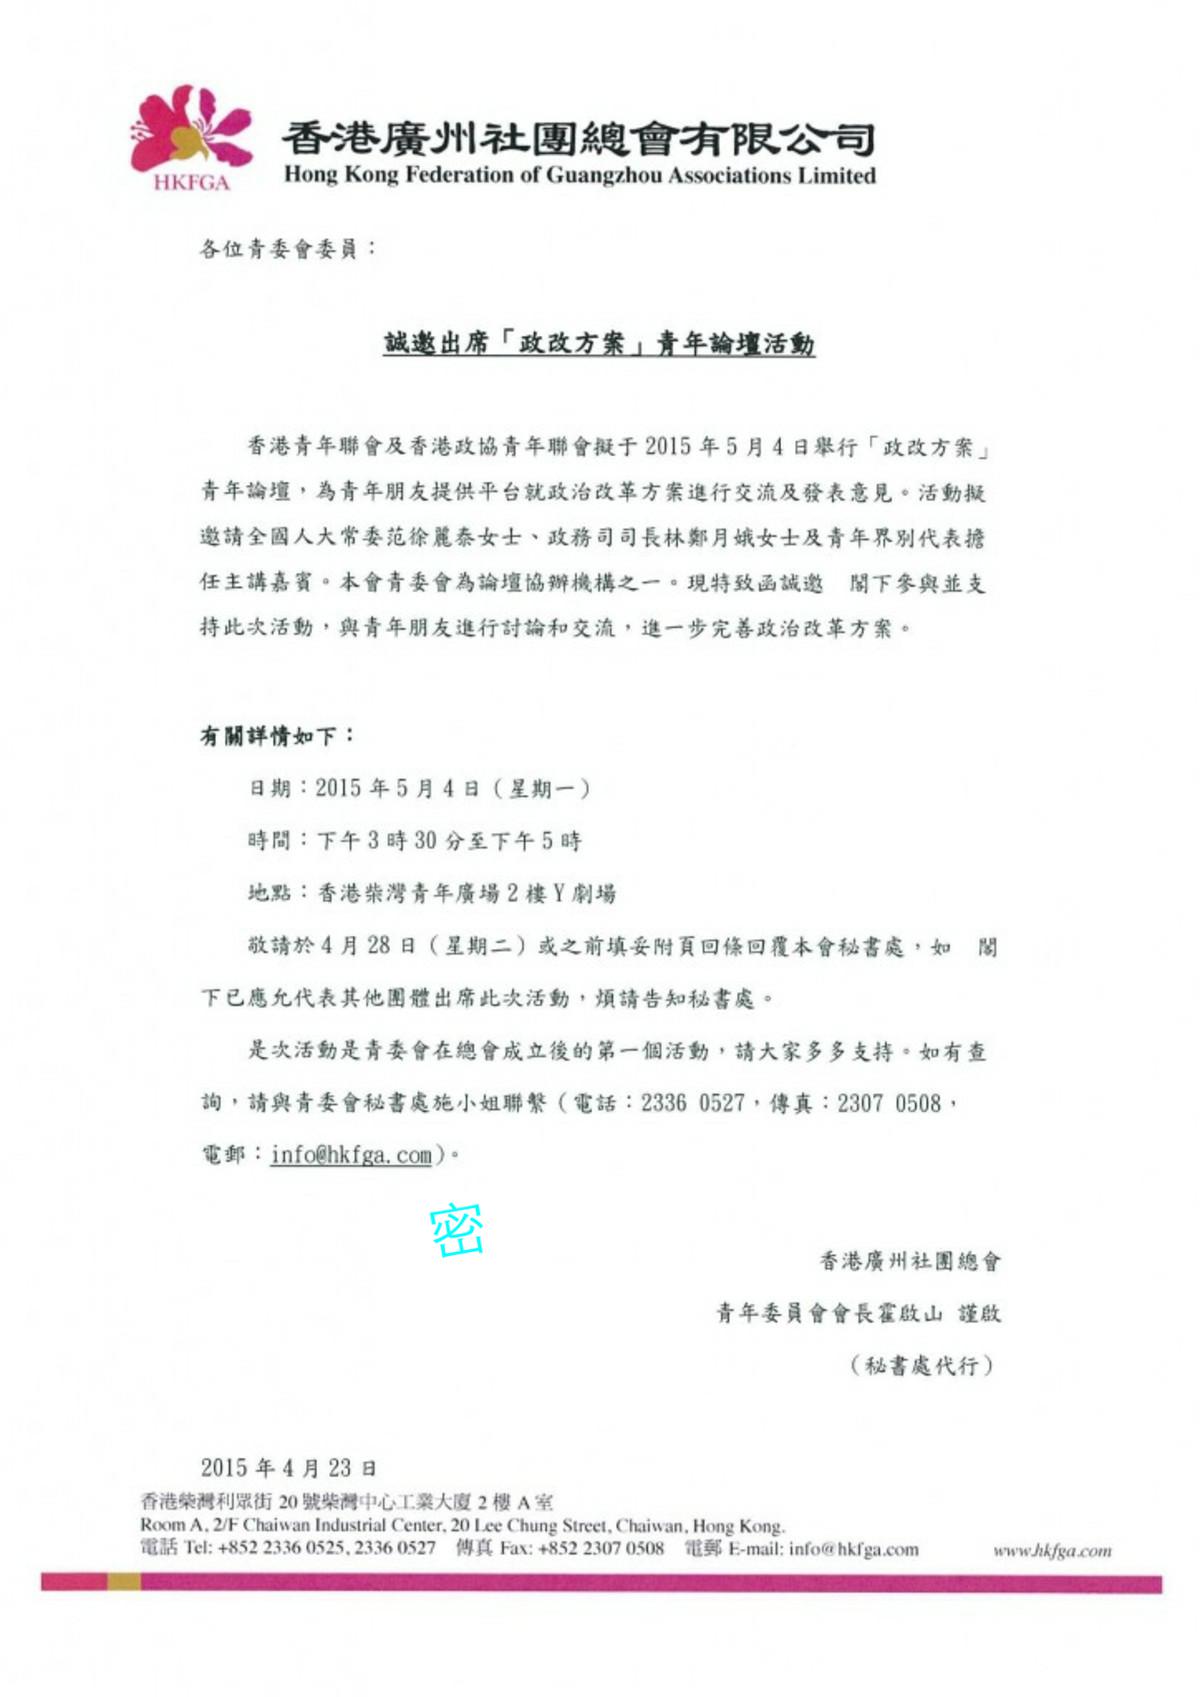 HKFGA
香港廣州社團總會有限公司
Hong Kong Federation of Guangzhou Associations Limited
各位青委會委員：
誠邀出席「政改方案」青年論壇活動
香港青年聯會及香港政協青年聯會擬于 2015 年 5 月 4 日舉行「政改方案」
青年論壇，為青年朋友提供平台就政治改革方案進行交流及發表意見。活動擬
邀請全國人大常委范徐麗泰女士、政務司司長林鄭月娥女士及青年界別代表擔
任主講嘉賓。本會青委會為論壇協辦機構之一。現特致函誠邀　閣下參與並支
持此次活動，與青年朋友進行討論和交流，進一步完善政治改革方案。
有關詳情如下：
日期：2015 年 5 月 4 日（星期一）
時間：下午 3 時 30 分至下午 5 時
地點：香港柴灣青年廣場 2 樓 Y 劇場
敬請於 4 月 28 日（星期二）或之前填妥附頁回條回覆本會秘書處，如　閣
下已應允代表其他團體出席此次活動，煩請告知秘書處。
是次活動是青委會在總會成立後的第一個活動，請大家多多支持。如有查
詢，請與青委會秘書處施小姐聯繫（電話：2336 0527，傳真：2307 0508，
電郵：info@hkfga.com）。
密
香港廣州社團總會
青年委員會會長霍啟山 謹啟
（秘書處代行）
2015 年 4 月 23 日
香港柴灣利眾街 20 號柴灣中心工業大廈 2 樓 A 室
Room A, 2/F Chaiwan Industrial Center, 20 Lee Chung Street, Chaiwan, Hong Kong.
電話 Tel: +852 2336 0525, 2336 0527 傳真 Fax: +852 2307 0508 電郵 E-mail: info@hkfga.com www.hkfga.com